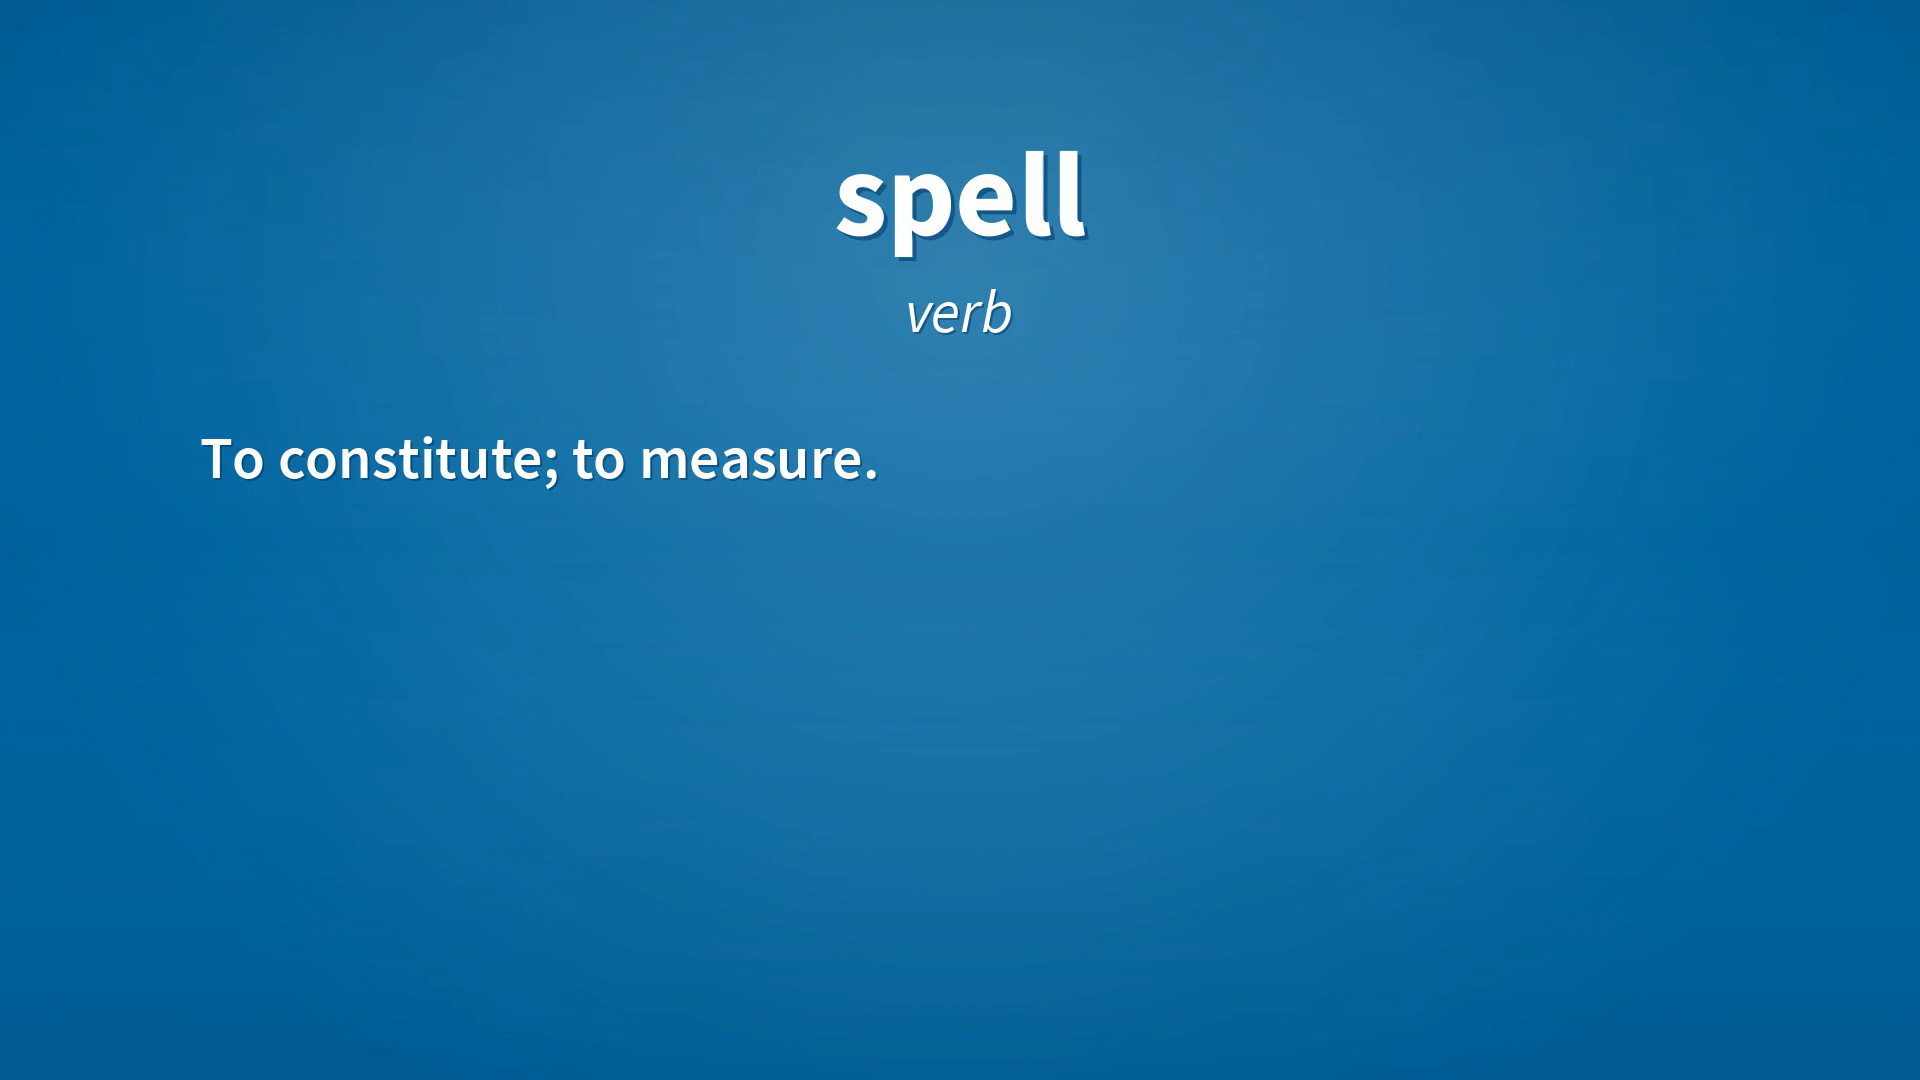 spell
verb
To constitute; to measure.